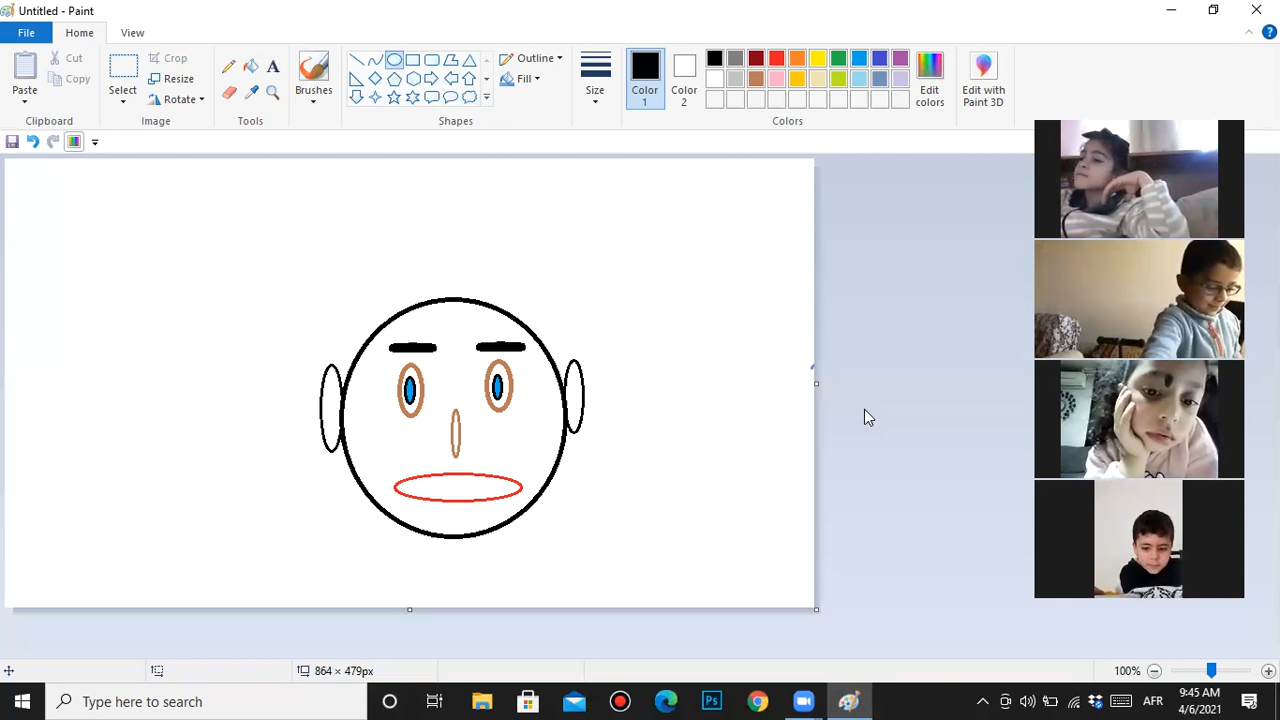 Untitled - Paint
File Home View
Paste
Cut
Copy
Clipboard
Select
Crop
Resize
Rotate
Image
A
Tools
Brushes
Outline
Fill
Shapes
Size
Color 1
Color 2
Edit colors
Colors
Edit with Paint 3D
864 × 479px
100%
Type here to search
Ps
AFR
9:45 AM
4/6/2021